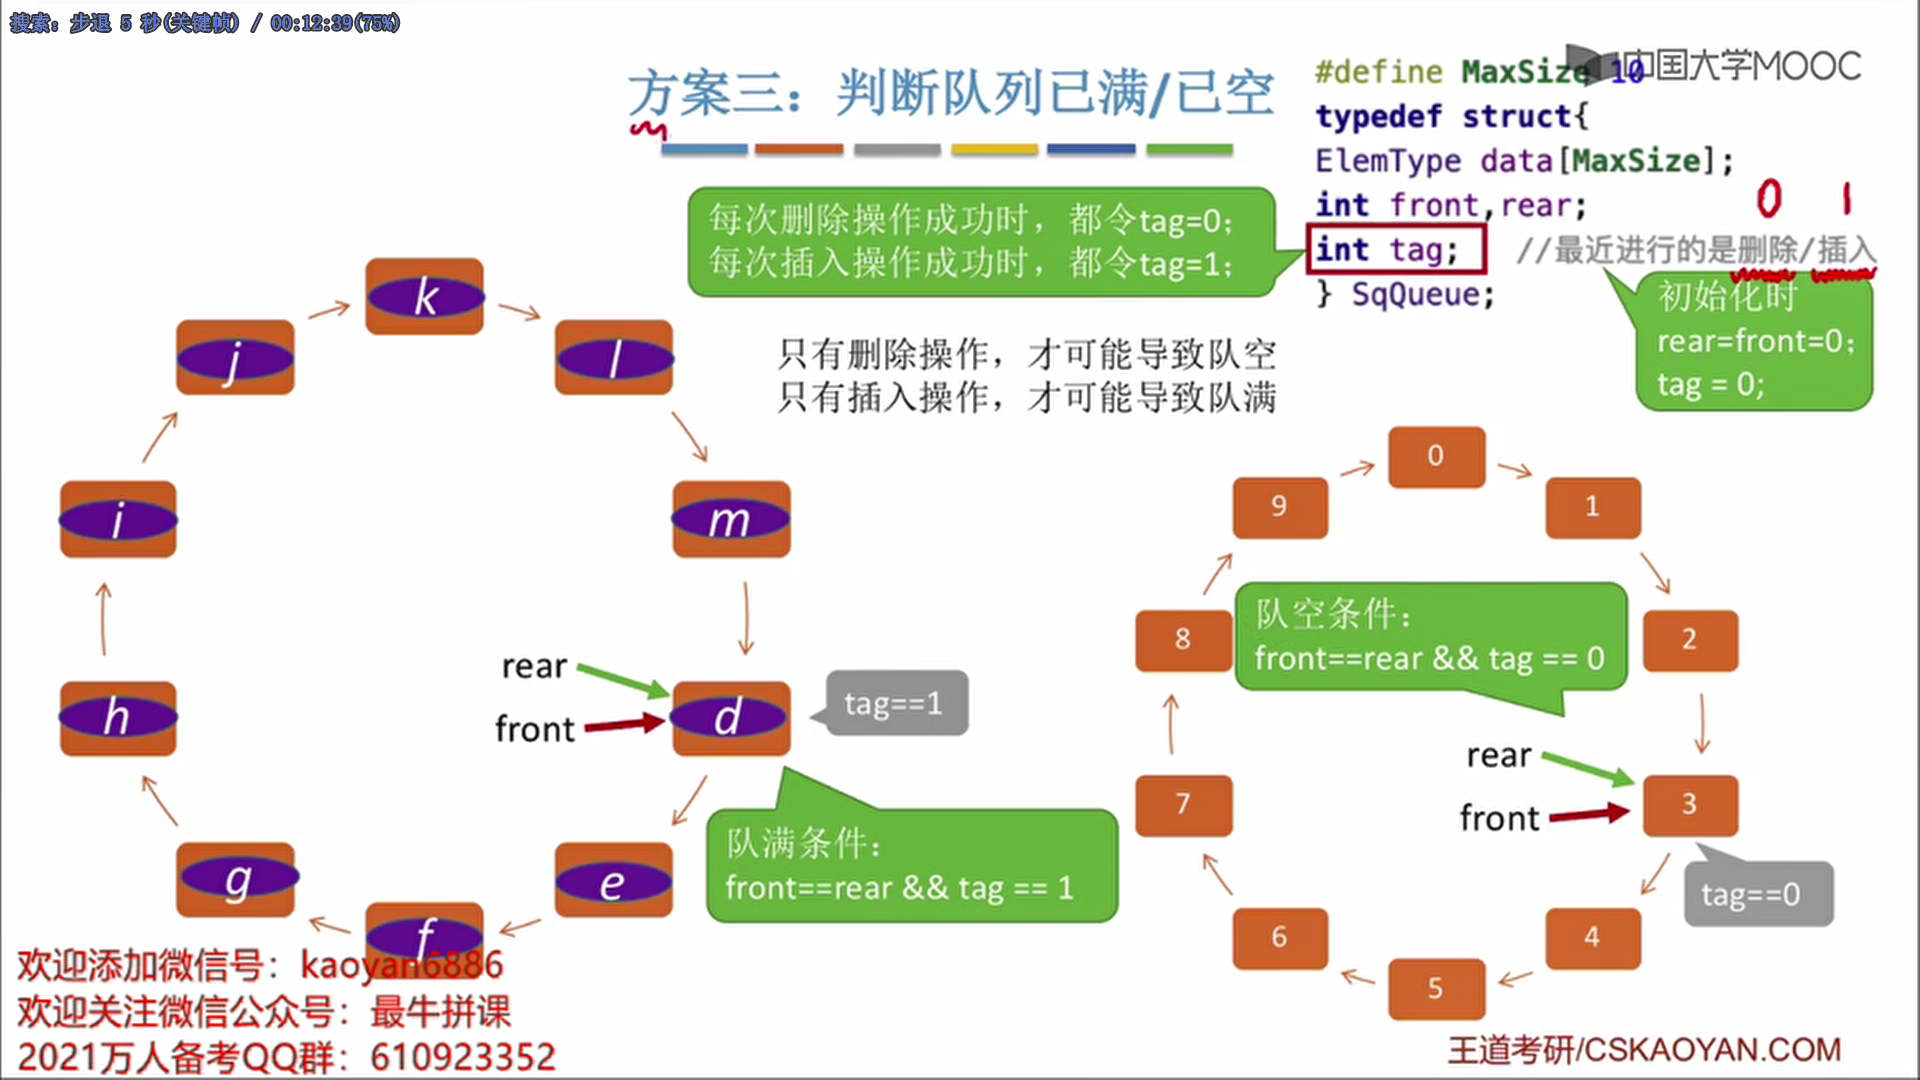 搜索: 步退 5 秒(关键帧) / 00:12:39(75%)
方案三：判断队列已满/已空
中国大学MOOC
#define MaxSize 10
typedef struct{
ElemType data[MaxSize];
int front,rear;
0 1
int tag; //最近进行的是删除/插入
} SqQueue;
每次删除操作成功时，都令tag=0；
每次插入操作成功时，都令tag=1；
初始化时
rear=front=0；
tag = 0;
只有删除操作，才可能导致队空
只有插入操作，才可能导致队满
k
j
l
i
m
rear
front
d
tag==1
h
g
e
f
队满条件：
front==rear && tag == 1
0
9
1
8
队空条件：
front==rear && tag == 0
2
rear
front
7
3
tag==0
6
4
5
欢迎添加微信号：kaoyan6886
欢迎关注微信公众号：最牛拼课
2021万人备考QQ群：610923352
王道考研/CSKAOYAN.COM